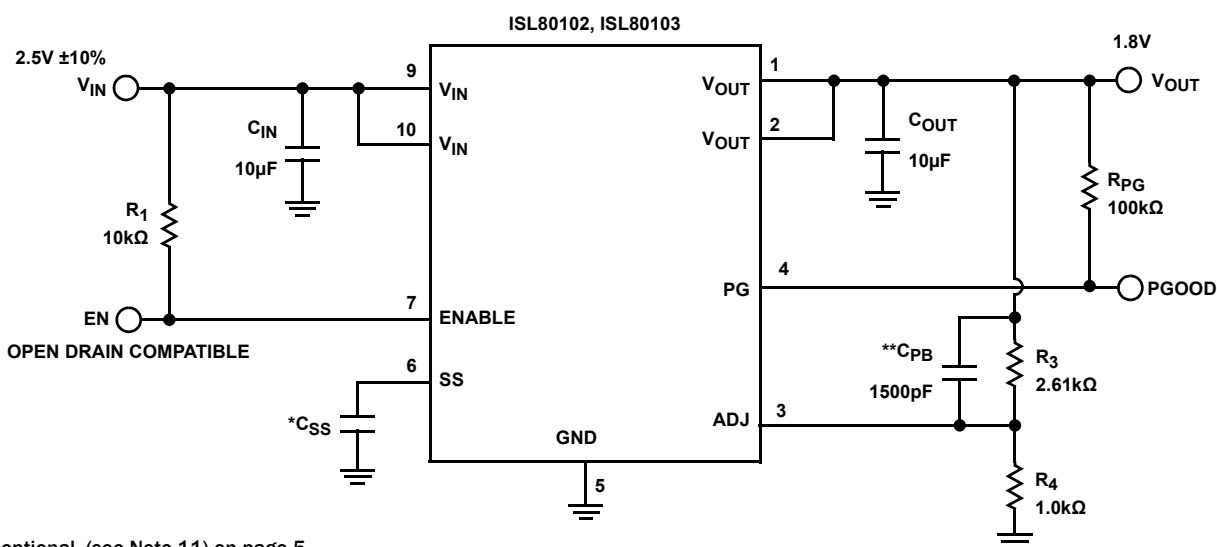 ISL80102, ISL80103
2.5V ±10%
VIN
9
VIN
10
VIN
CIN
10µF
R1
10kΩ
EN
7
ENABLE
OPEN DRAIN COMPATIBLE
6
SS
*CSS
GND
5
1.8V
1
VOUT
VOUT
2
VOUT
COUT
10µF
RPG
100kΩ
4
PG
PGOOD
**CPB
1500pF
R3
2.61kΩ
ADJ
3
R4
1.0kΩ
optional, (see Note 11) on page 5